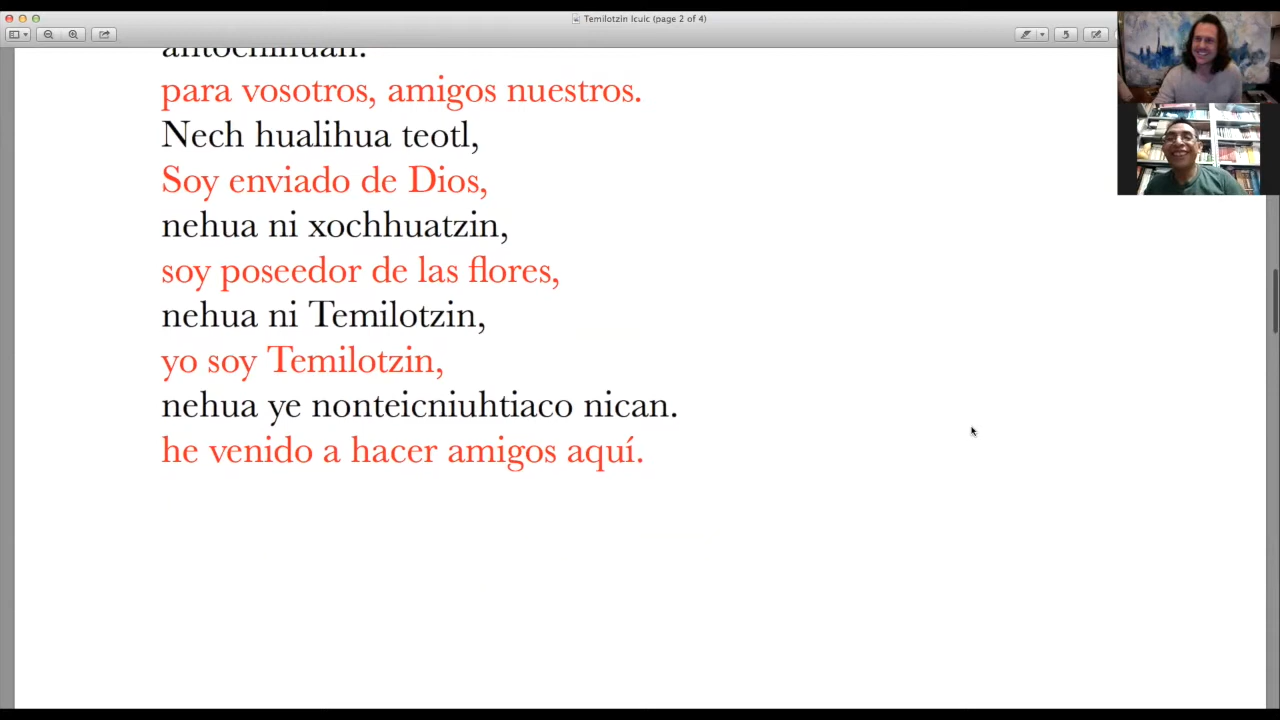 Temilotzin Icuic (page 2 of 4)
antochihuan.
para vosotros, amigos nuestros.
Nech hualihua teotl,
Soy enviado de Dios,
nehua ni xochhuatzin,
soy poseedor de las flores,
nehua ni Temilotzin,
yo soy Temilotzin,
nehua ye nonteicniuhtiaco nican.
he venido a hacer amigos aquí.